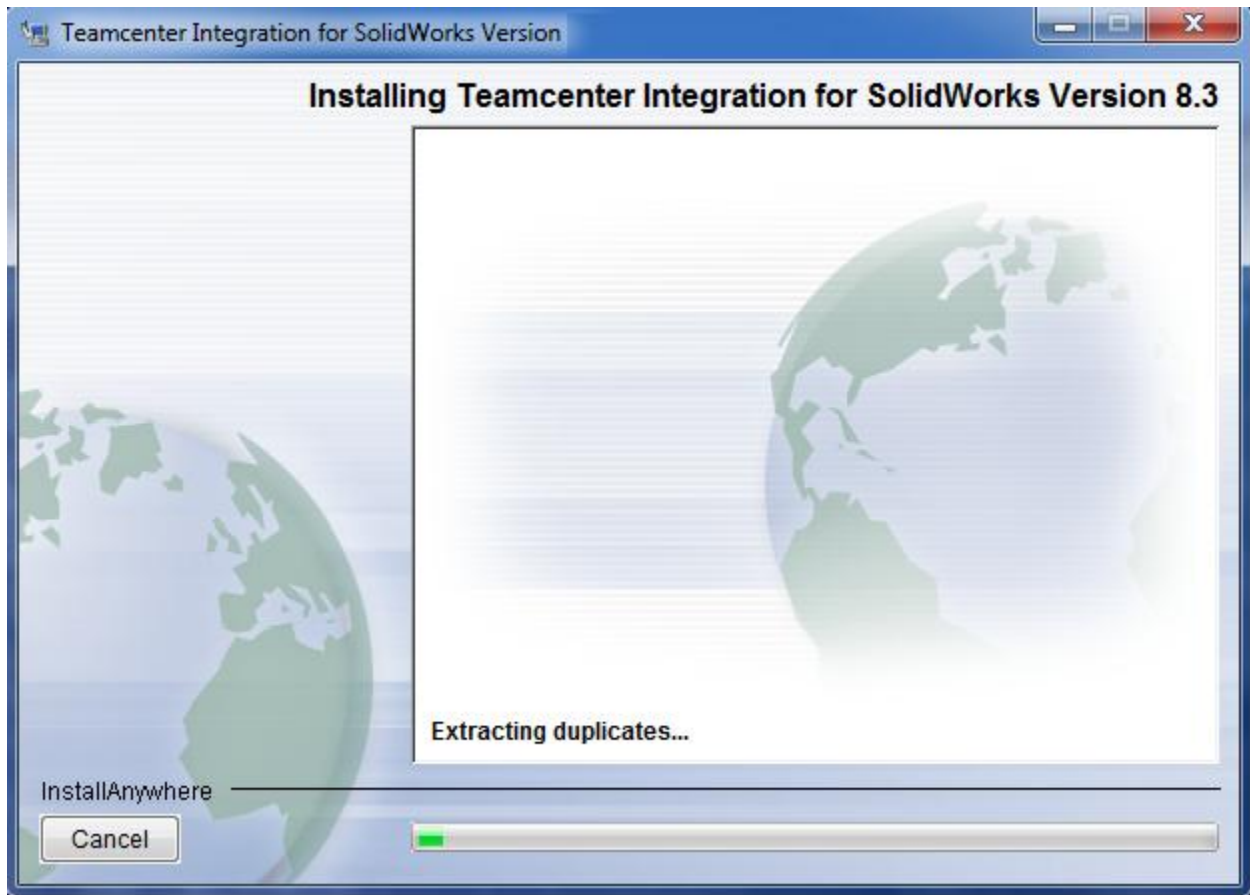 Teamcenter Integration for SolidWorks Version
Installing Teamcenter Integration for SolidWorks Version 8.3
Extracting duplicates...
InstallAnywhere
Cancel